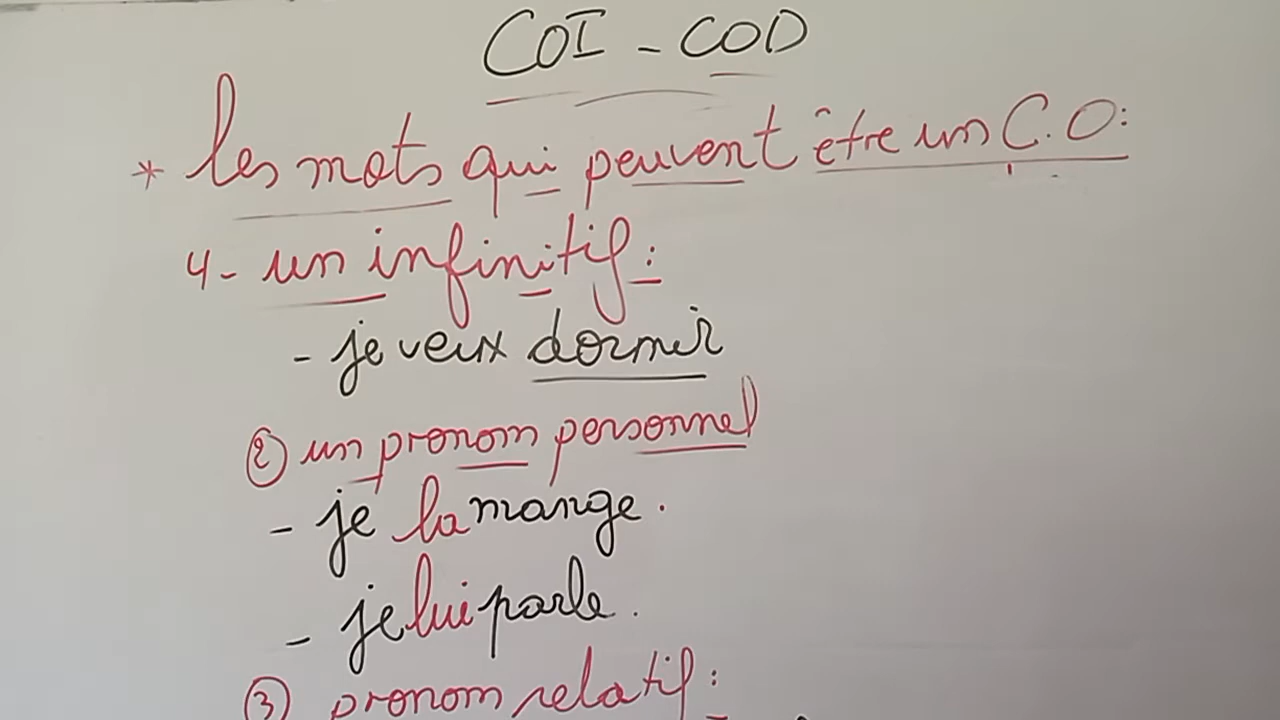 COI - COD
* les mots qui peuvent être un C.O:
1- un infinitif:
- je veux dormir
② un pronom personnel
- je la mange.
- je lui parle.
③ pronom relatif: